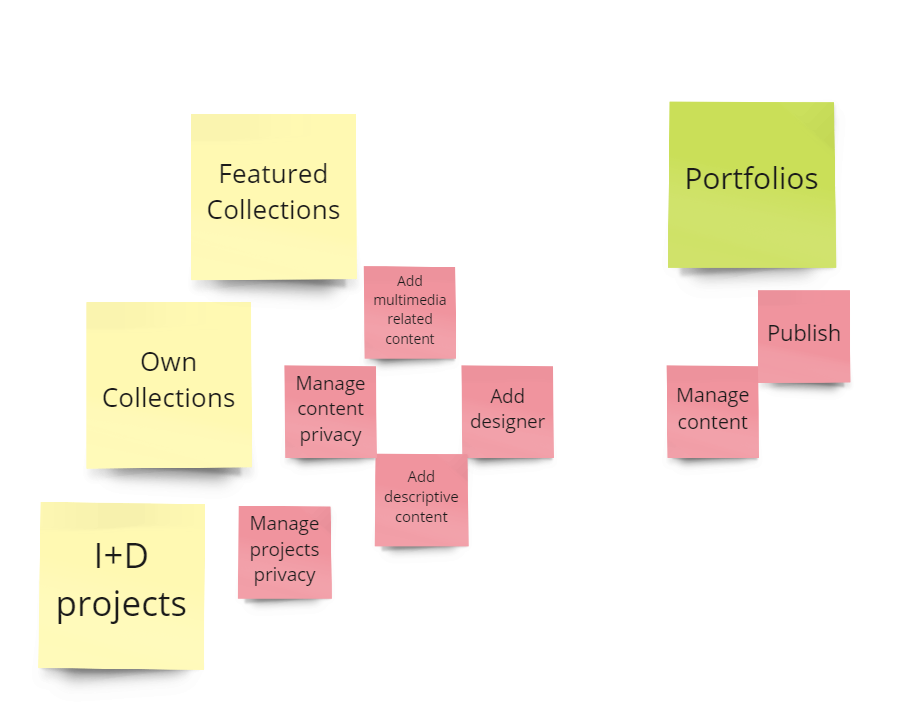 Featured
Collections
Portfolios
Add
multimedia
related
content
Publish
Own
Collections
Manage
content
privacy
Add
designer
Manage
content
Add
descriptive
content
I+D
projects
Manage
projects
privacy